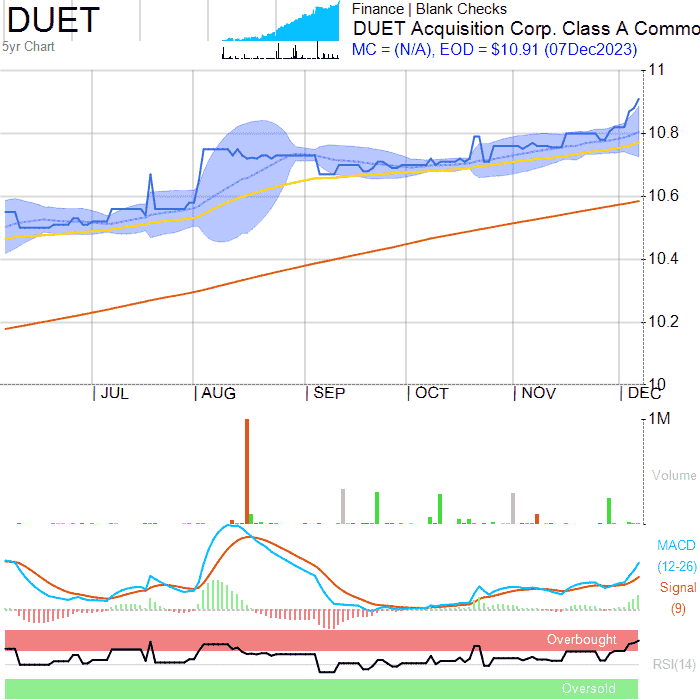 DUET
5yr Chart
Finance | Blank Checks
DUET Acquisition Corp. Class A Commo
MC = (N/A), EOD = $10.91 (07Dec2023)
11
10.8
10.6
10.4
10.2
10
JUL AUG SEP OCT NOV DEC
1M
Volume
MACD
(12-26)
Signal
(9)
Overbought
RSI(14)
Oversold